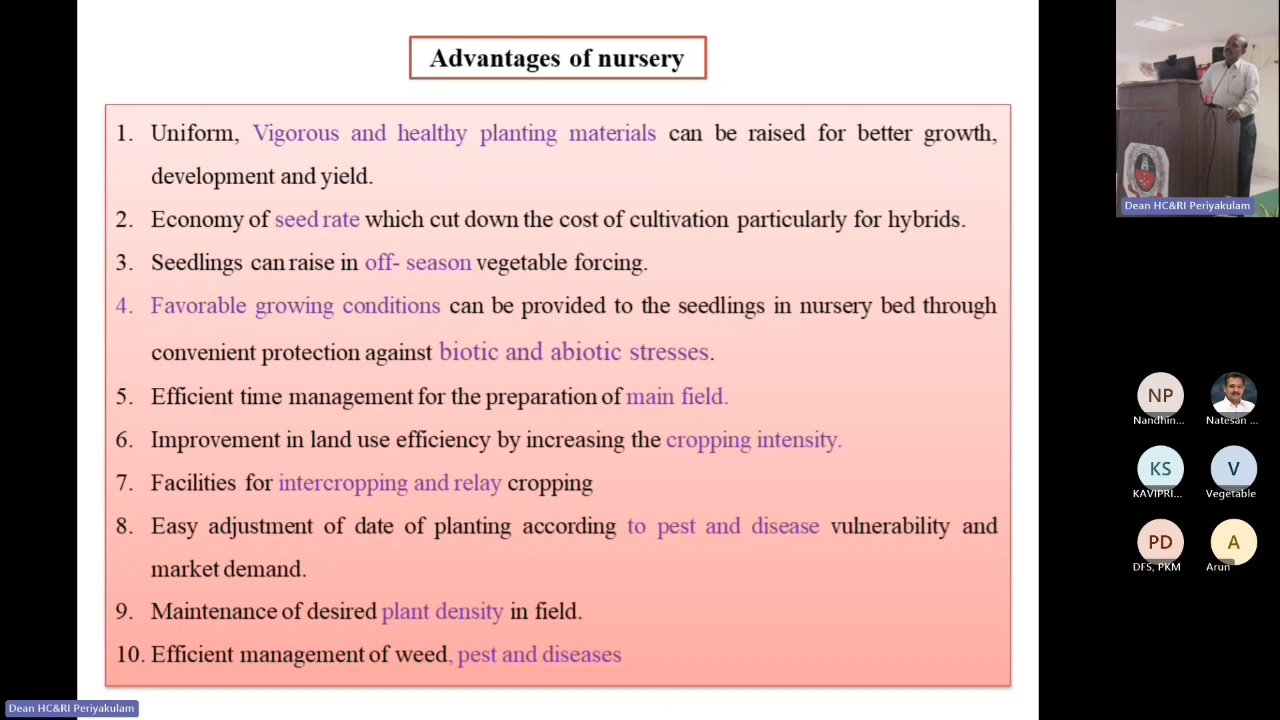 Advantages of nursery
1. Uniform, Vigorous and healthy planting materials can be raised for better growth,
development and yield.
2. Economy of seed rate which cut down the cost of cultivation particularly for hybrids.
3. Seedlings can raise in off- season vegetable forcing.
4. Favorable growing conditions can be provided to the seedlings in nursery bed through
convenient protection against biotic and abiotic stresses.
5. Efficient time management for the preparation of main field.
6. Improvement in land use efficiency by increasing the cropping intensity.
7. Facilities for intercropping and relay cropping
8. Easy adjustment of date of planting according to pest and disease vulnerability and
market demand.
9. Maintenance of desired plant density in field.
10. Efficient management of weed, pest and diseases
Dean HC&RI Periyakulam
Dean HC&RI Periyakulam
NP
Nandhin...
Natesan ...
KS
KAVIPRI...
V
Vegetable
PD
DFS, PKM
A
Arun